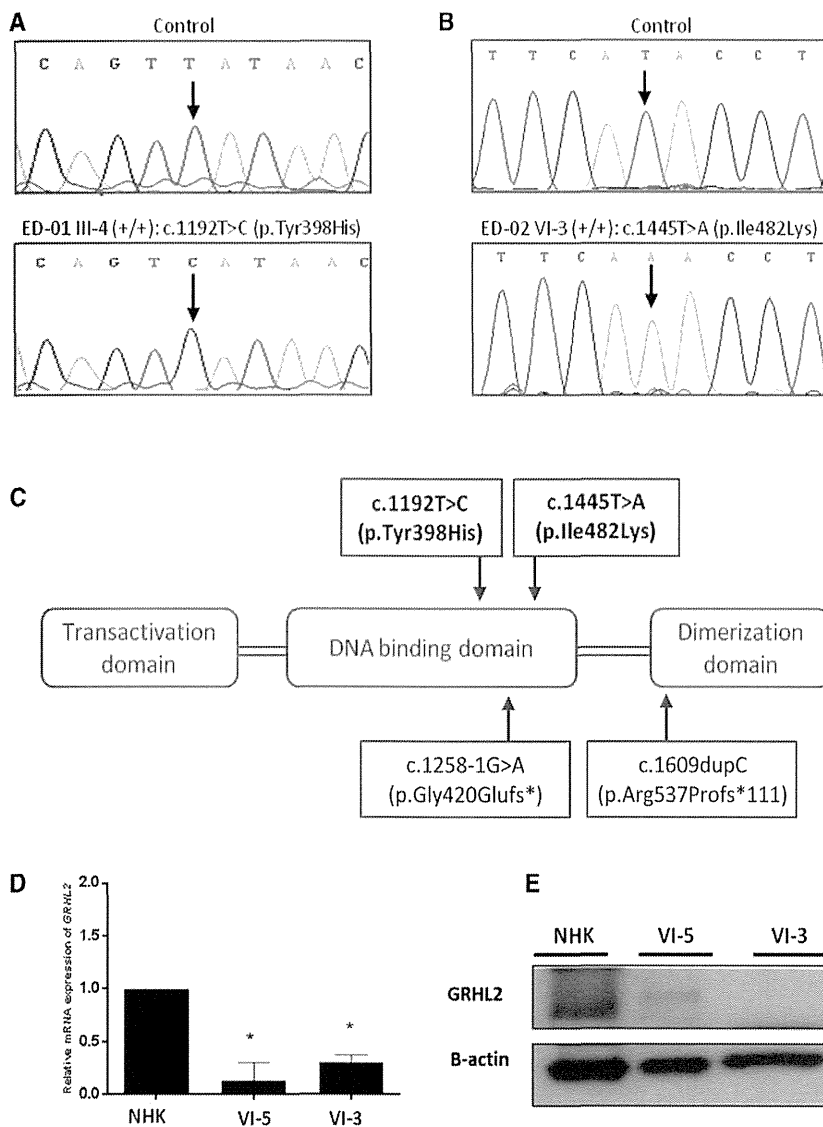 A
Control
C A G T T A T A A C
ED-01 III-4 (+/+): c.1192T>C (p.Tyr398His)
C A G T C A T A A C
B
Control
T T C A T A C C T
ED-02 VI-3 (+/+): c.1445T>A (p.Ile482Lys)
T T C A A A C C T
C
c.1192T>C
(p.Tyr398His)
c.1445T>A
(p.Ile482Lys)
Transactivation
domain
DNA binding domain
Dimerization
domain
c.1258-1G>A
(p.Gly420Glufs*)
c.1609dupC
(p.Arg537Profs*111)
D
Relative mRNA expression of GRHL2
2.0
1.5
1.0
0.5
0.0
*
*
NHK
VI-5
VI-3
E
NHK
VI-5
VI-3
GRHL2
B-actin